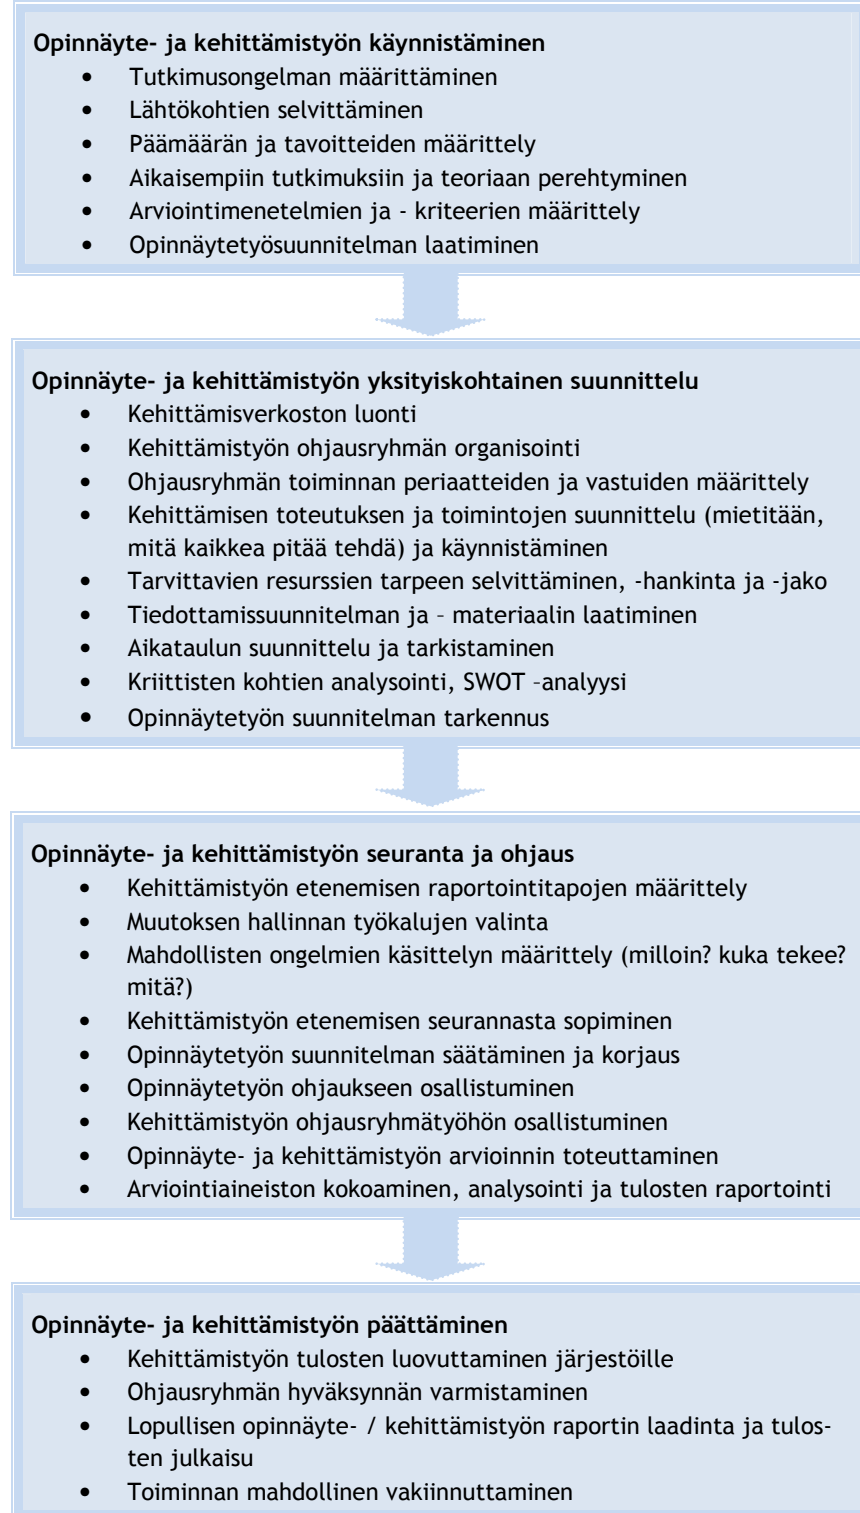 Opinnäyte- ja kehittämistyön käynnistäminen
• Tutkimusongelman määrittäminen
• Lähtökohtien selvittäminen
• Päämäärän ja tavoitteiden määrittely
• Aikaisempiin tutkimuksiin ja teoriaan perehtyminen
• Arviointimenetelmien ja - kriteerien määrittely
• Opinnäytetyösuunnitelman laatiminen
Opinnäyte- ja kehittämistyön yksityiskohtainen suunnittelu
• Kehittämisverkoston luonti
• Kehittämistyön ohjausryhmän organisointi
• Ohjausryhmän toiminnan periaatteiden ja vastuiden määrittely
• Kehittämisen toteutuksen ja toimintojen suunnittelu (mietitään,
mitä kaikkea pitää tehdä) ja käynnistäminen
• Tarvittavien resurssien tarpeen selvittäminen, -hankinta ja -jako
• Tiedottamissuunnitelman ja – materiaalin laatiminen
• Aikataulun suunnittelu ja tarkistaminen
• Kriittisten kohtien analysointi, SWOT –analyysi
• Opinnäytetyön suunnitelman tarkennus
Opinnäyte- ja kehittämistyön seuranta ja ohjaus
• Kehittämistyön etenemisen raportointitapojen määrittely
• Muutoksen hallinnan työkalujen valinta
• Mahdollisten ongelmien käsittelyn määrittely (milloin? kuka tekee?
mitä?)
• Kehittämistyön etenemisen seurannasta sopiminen
• Opinnäytetyön suunnitelman säätäminen ja korjaus
• Opinnäytetyön ohjaukseen osallistuminen
• Kehittämistyön ohjausryhmätyöhön osallistuminen
• Opinnäyte- ja kehittämistyön arvioinnin toteuttaminen
• Arviointiaineiston kokoaminen, analysointi ja tulosten raportointi
Opinnäyte- ja kehittämistyön päättäminen
• Kehittämistyön tulosten luovuttaminen järjestöille
• Ohjausryhmän hyväksynnän varmistaminen
• Lopullisen opinnäyte- / kehittämistyön raportin laadinta ja tulos-
ten julkaisu
• Toiminnan mahdollinen vakiinnuttaminen